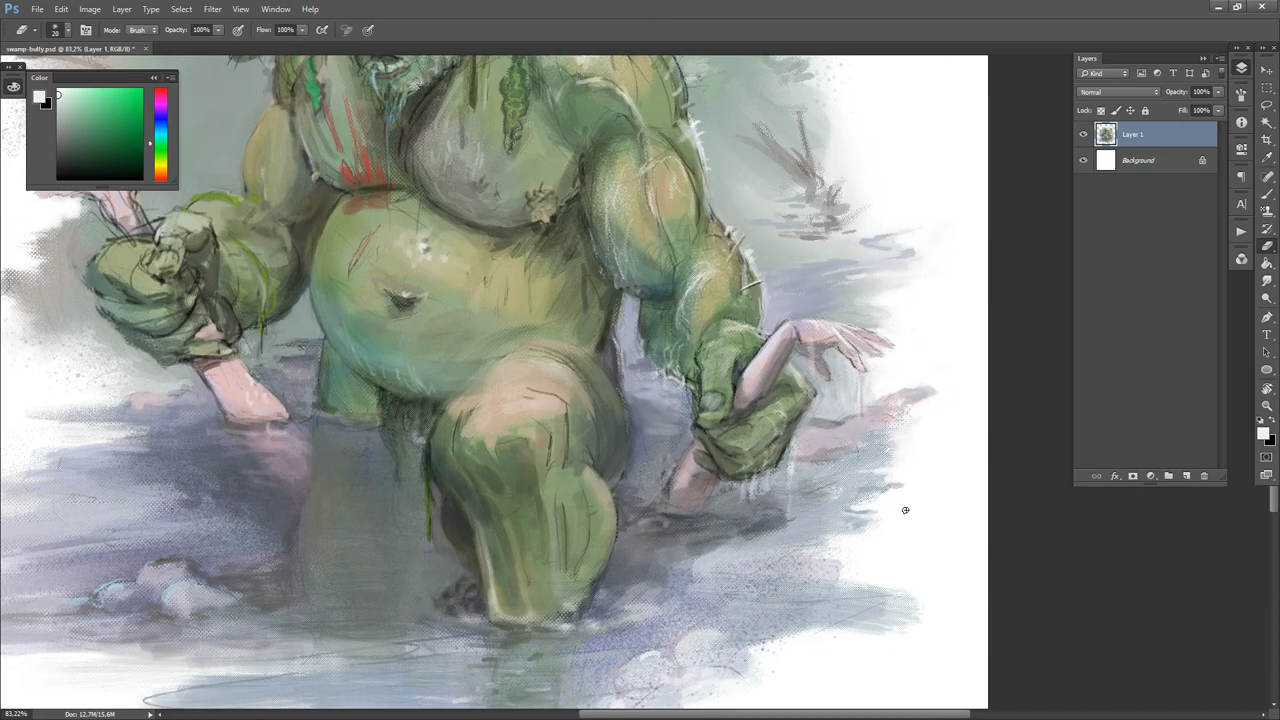 Ps File Edit Image Layer Type Select Filter View Window Help
20 Mode: Brush Opacity: 100% Flow: 100%
swamp-bully.psd @ 83,2% (Layer 1, RGB/8) * ×
Color
Layers
Kind
Normal Opacity: 100%
Lock: Fill: 100%
Layer 1
Background
83.22% Doc: 12.7M/15.6M